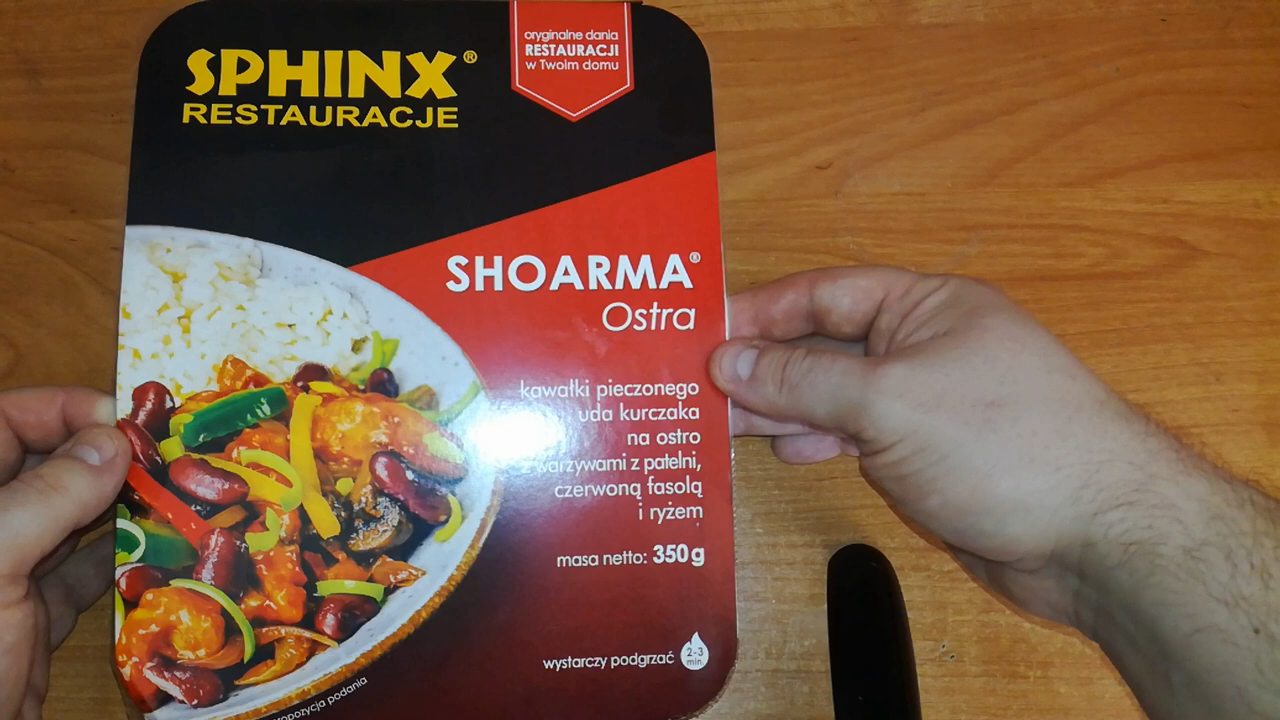 SPHINX®
RESTAURACJE
oryginalne dania
RESTAURACJI
w Twoim domu
SHOARMA®
Ostra
kawałki pieczonego
uda kurczaka
na ostro
z warzywami z patelni,
czerwoną fasolą
i ryżem
masa netto: 350g
wystarczy podgrzać
2-3
min.
podania